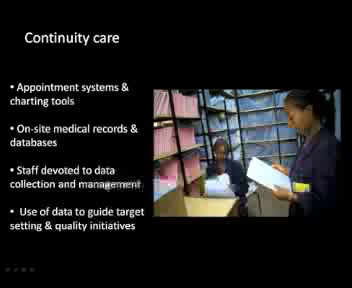 Continuity care
• Appointment systems &
charting tools
• On-site medical records &
databases
• Staff devoted to data
collection and management
• Use of data to guide target
setting & quality initiatives